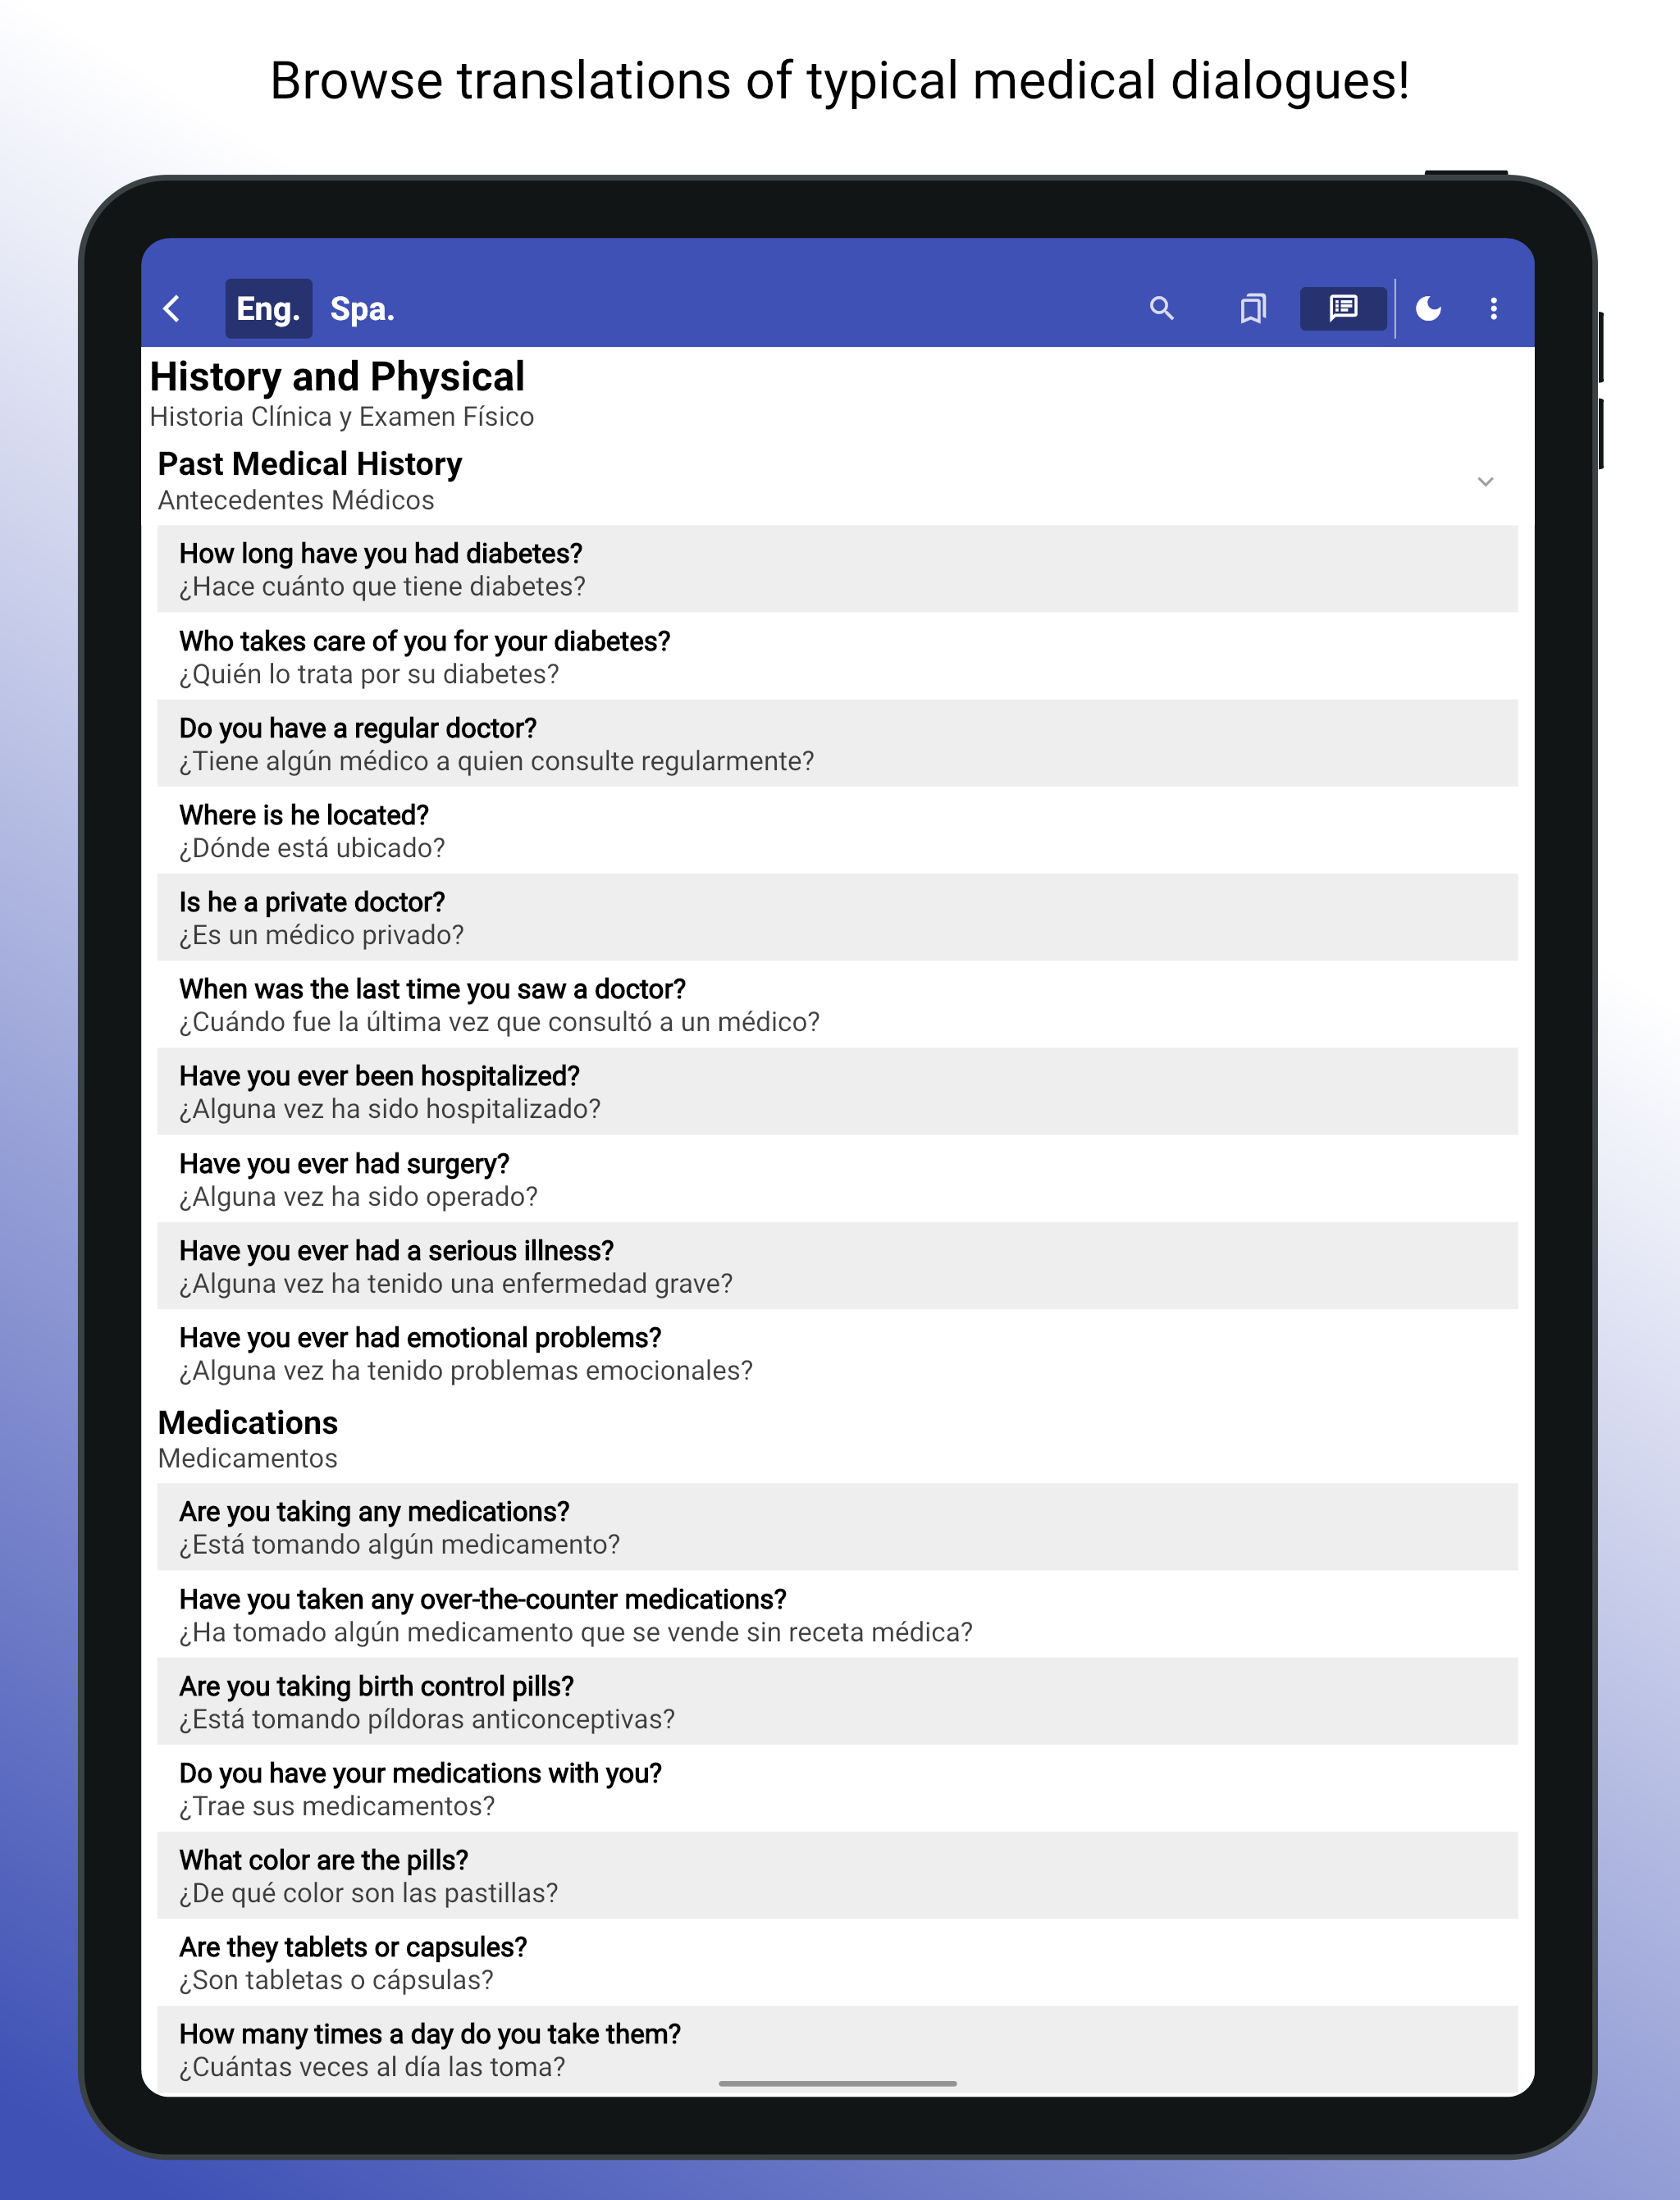 Browse translations of typical medical dialogues!
Eng. Spa.
History and Physical
Historia Clínica y Examen Físico
Past Medical History
Antecedentes Médicos
How long have you had diabetes?
¿Hace cuánto que tiene diabetes?
Who takes care of you for your diabetes?
¿Quién lo trata por su diabetes?
Do you have a regular doctor?
¿Tiene algún médico a quien consulte regularmente?
Where is he located?
¿Dónde está ubicado?
Is he a private doctor?
¿Es un médico privado?
When was the last time you saw a doctor?
¿Cuándo fue la última vez que consultó a un médico?
Have you ever been hospitalized?
¿Alguna vez ha sido hospitalizado?
Have you ever had surgery?
¿Alguna vez ha sido operado?
Have you ever had a serious illness?
¿Alguna vez ha tenido una enfermedad grave?
Have you ever had emotional problems?
¿Alguna vez ha tenido problemas emocionales?
Medications
Medicamentos
Are you taking any medications?
¿Está tomando algún medicamento?
Have you taken any over-the-counter medications?
¿Ha tomado algún medicamento que se vende sin receta médica?
Are you taking birth control pills?
¿Está tomando píldoras anticonceptivas?
Do you have your medications with you?
¿Trae sus medicamentos?
What color are the pills?
¿De qué color son las pastillas?
Are they tablets or capsules?
¿Son tabletas o cápsulas?
How many times a day do you take them?
¿Cuántas veces al día las toma?